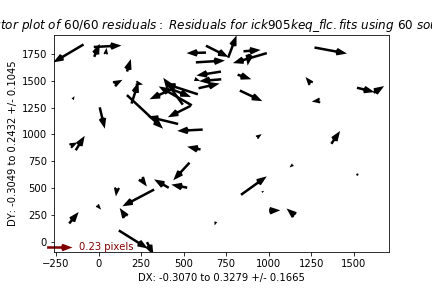 tor plot of 60/60 residuals: Residuals for ick905keq_flc.fits using 60 sou
1750
1500
1250
1000
750
500
250
0
DY: -0.3049 to 0.2432 +/- 0.1045
0.23 pixels
-250 0 250 500 750 1000 1250 1500
DX: -0.3070 to 0.3279 +/- 0.1665